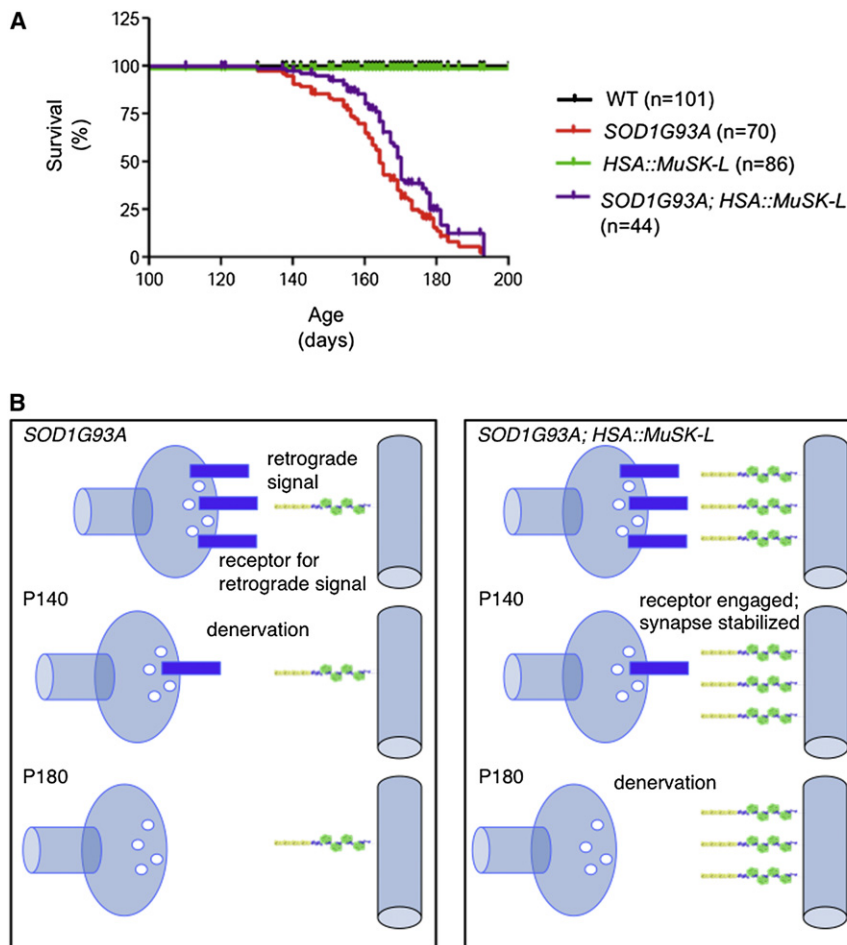 A
125
100
75
50
25
0
Survival
(%)
100 120 140 160 180 200
Age
(days)
WT (n=101)
SOD1G93A (n=70)
HSA::MuSK-L (n=86)
SOD1G93A; HSA::MuSK-L
(n=44)
B
SOD1G93A
retrograde
signal
receptor for
retrograde signal
P140
denervation
P180
SOD1G93A; HSA::MuSK-L
P140
receptor engaged;
synapse stabilized
P180
denervation